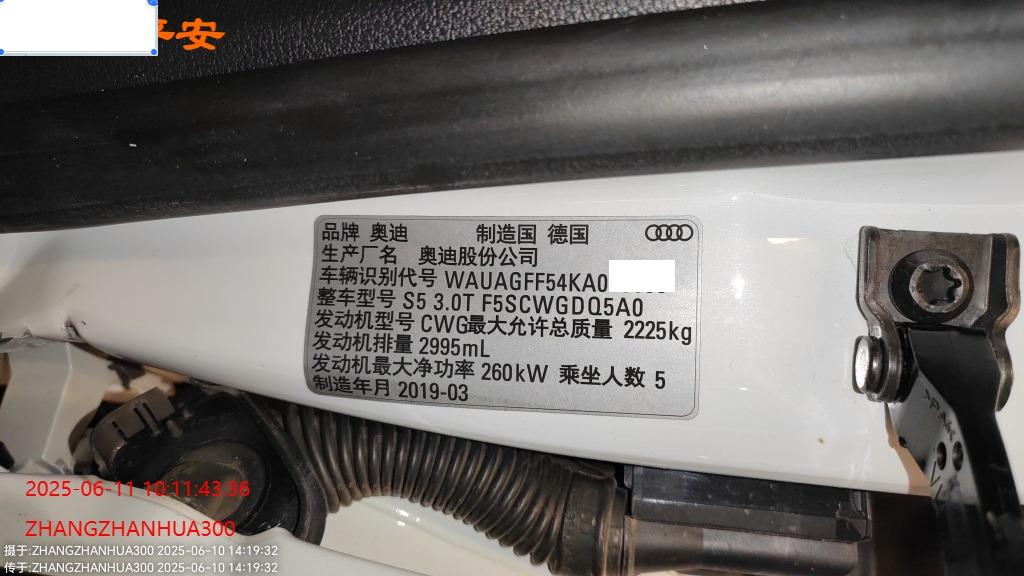 平安
品牌 奥迪 制造国 德国
生产厂名 奥迪股份公司
车辆识别代号 WAUAGFF54KA0
整车型号 S5 3.0T F5SCWGDQ5A0
发动机型号 CWG最大允许总质量 2225kg
发动机排量 2995mL
发动机最大净功率 260kW 乘坐人数 5
制造年月 2019-03
2025-06-11 10:11:43.36
ZHANGZHANHUA300
摄于:ZHANGZHANHUA300 2025-06-10 14:19:32
传于:ZHANGZHANHUA300 2025-06-10 14:19:32